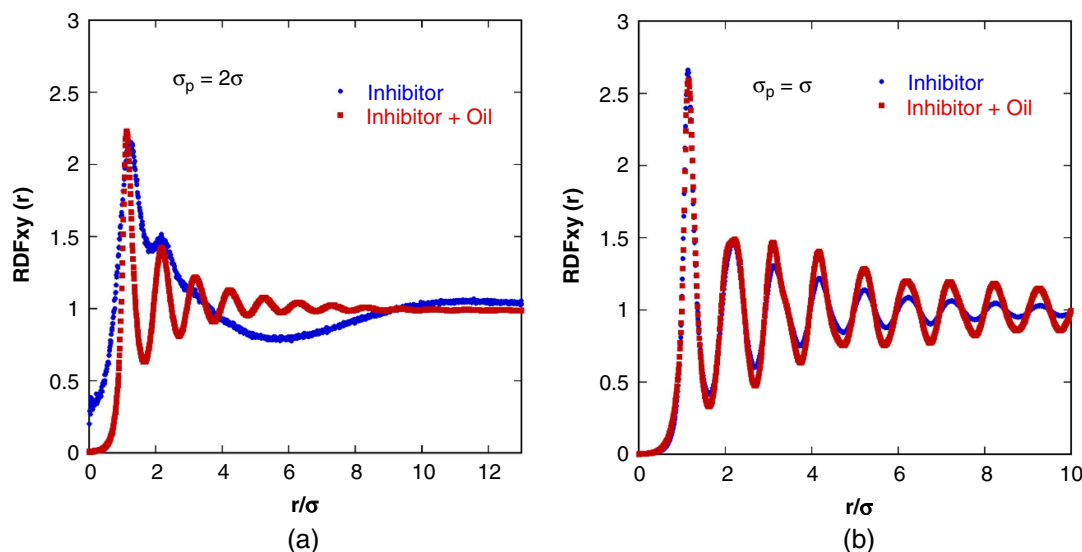 3
2.5
2
1.5
1
0.5
0
RDFxy (r)
σp = 2σ
Inhibitor
Inhibitor + Oil
0 2 4 6 8 10 12
r/σ
(a)
3
2.5
2
1.5
1
0.5
0
RDFxy (r)
σp = σ
Inhibitor
Inhibitor + Oil
0 2 4 6 8 10
r/σ
(b)